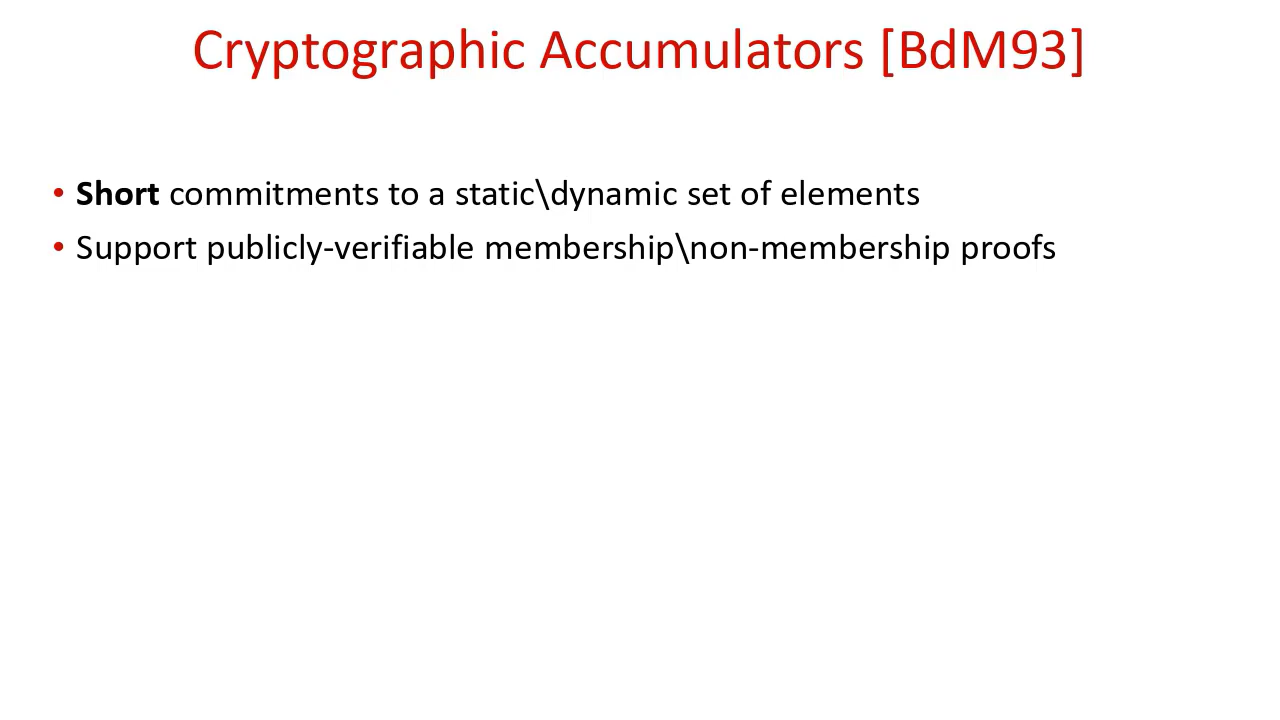 Cryptographic Accumulators [BdM93]
• Short commitments to a static\dynamic set of elements
• Support publicly-verifiable membership\non-membership proofs